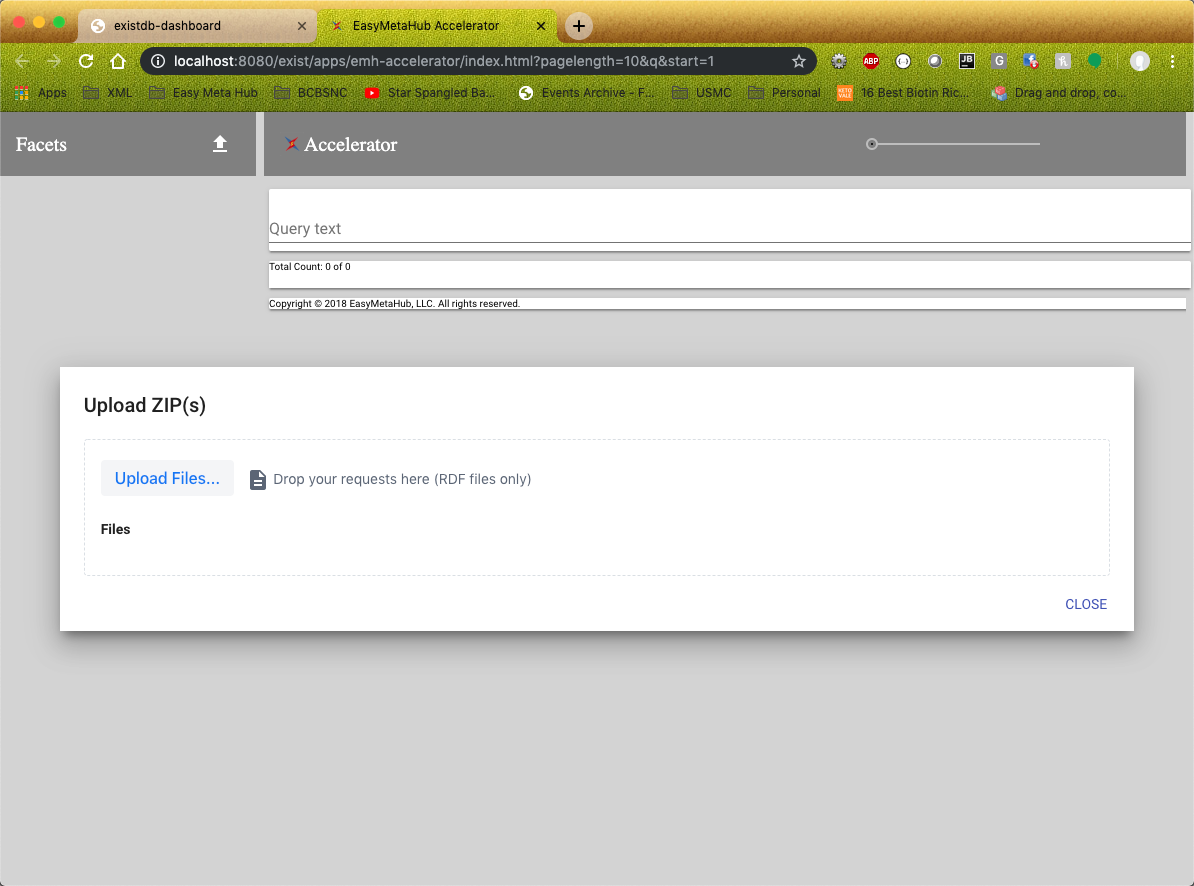 existdb-dashboard
EasyMetaHub Accelerator
localhost:8080/exist/apps/emh-accelerator/index.html?pagelength=10&q&start=1
ABP
JB
G
Apps
XML
Easy Meta Hub
BCBSNC
Star Spangled Ba...
Events Archive - F...
USMC
Personal
KETO VALE
16 Best Biotin Ric...
Drag and drop, co...
Facets
Accelerator
Query text
Total Count: 0 of 0
Copyright © 2018 EasyMetaHub, LLC. All rights reserved.
Upload ZIP(s)
Upload Files...
Drop your requests here (RDF files only)
Files
CLOSE